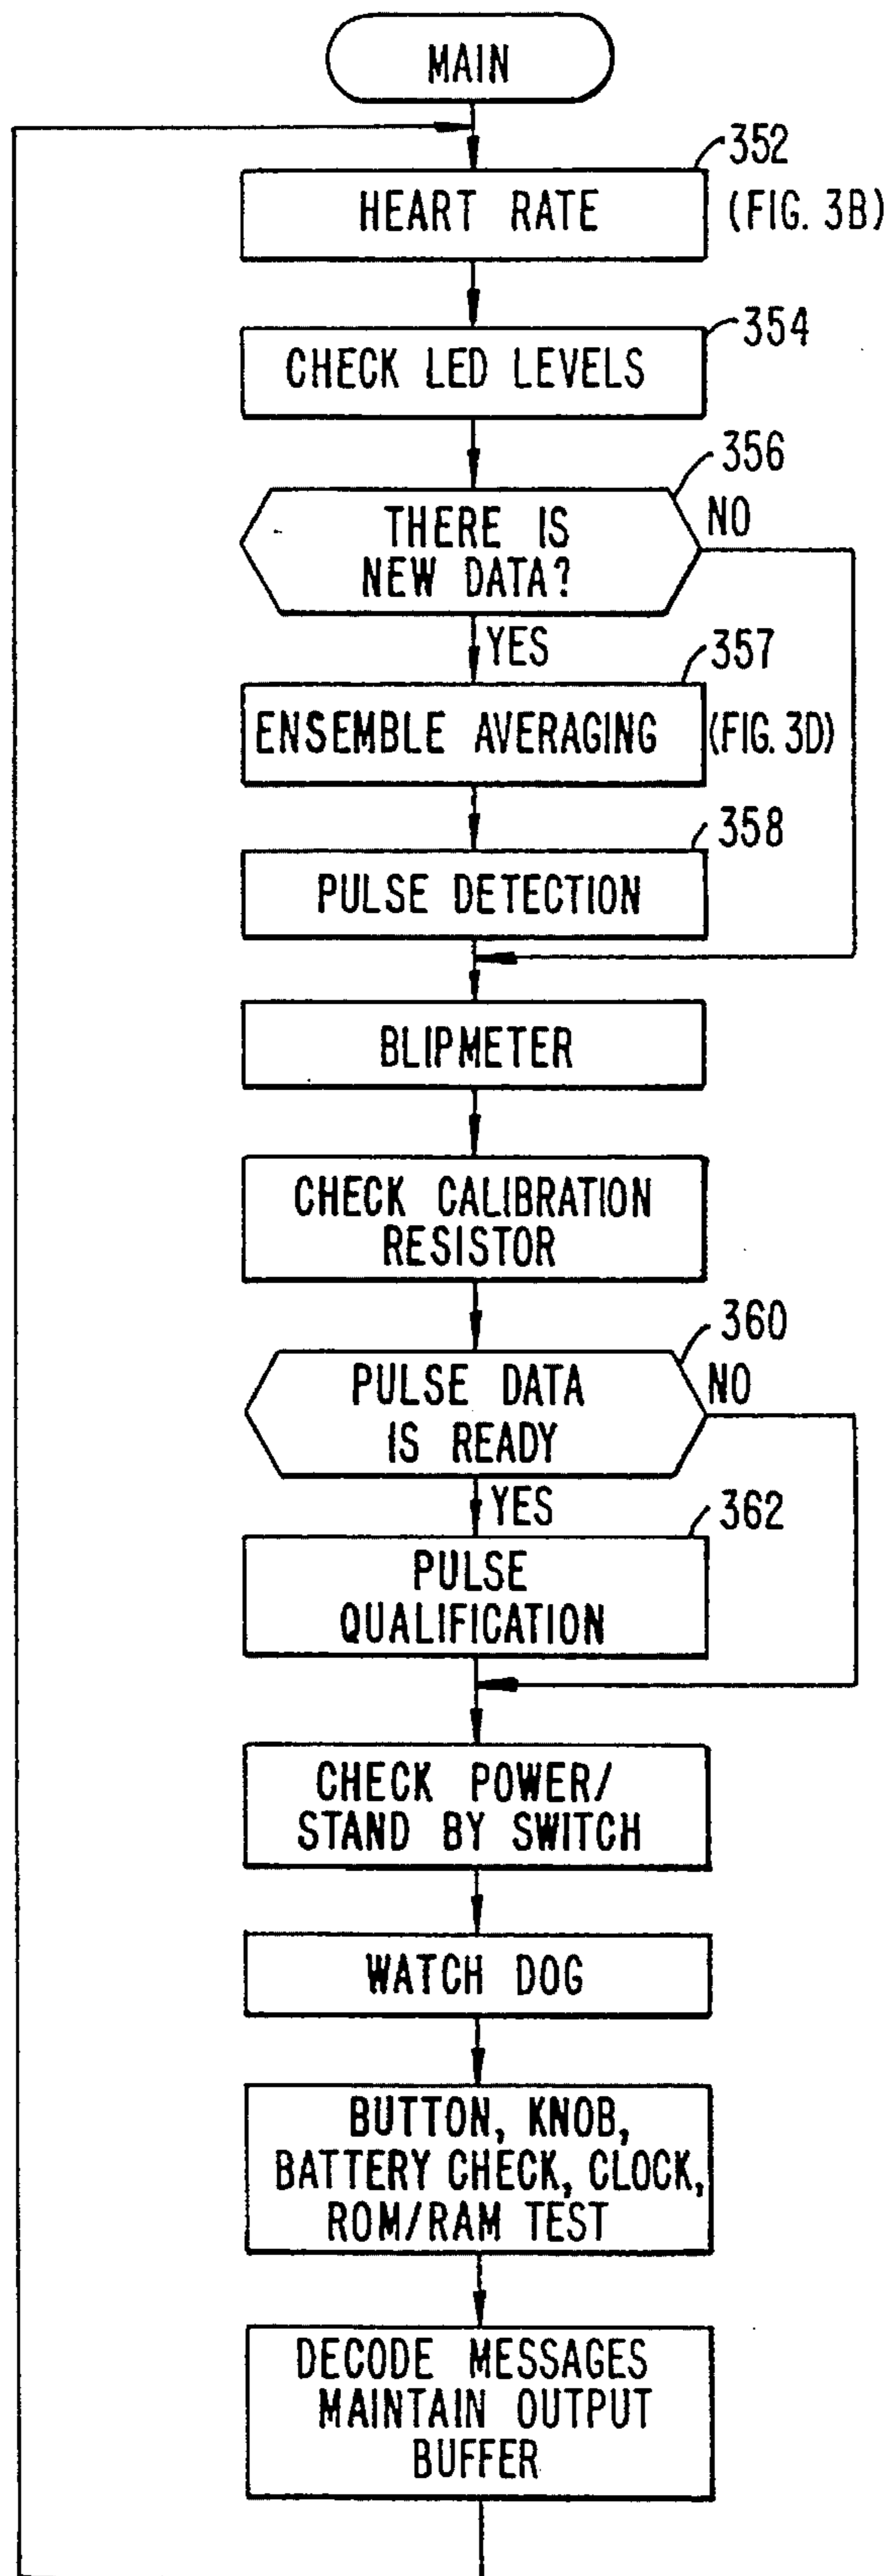 MAIN
352
HEART RATE
(FIG. 3B)
354
CHECK LED LEVELS
356
THERE IS
NEW DATA?
NO
YES
357
ENSEMBLE AVERAGING
(FIG. 3D)
358
PULSE DETECTION
BLIPMETER
CHECK CALIBRATION
RESISTOR
360
PULSE DATA
IS READY
NO
YES
362
PULSE
QUALIFICATION
CHECK POWER/
STAND BY SWITCH
WATCH DOG
BUTTON, KNOB,
BATTERY CHECK, CLOCK,
ROM/RAM TEST
DECODE MESSAGES
MAINTAIN OUTPUT
BUFFER